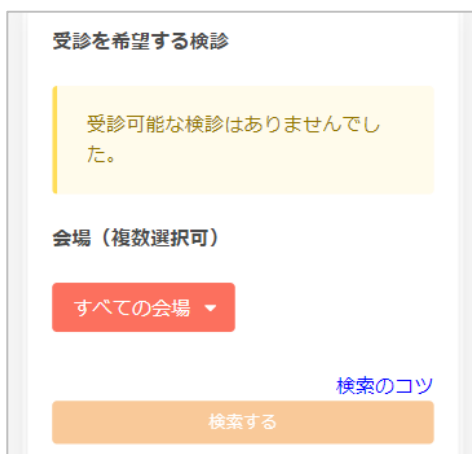 受診を希望する検診
受診可能な検診はありませんでし
た。
会場（複数選択可）
すべての会場
検索のコツ
検索する